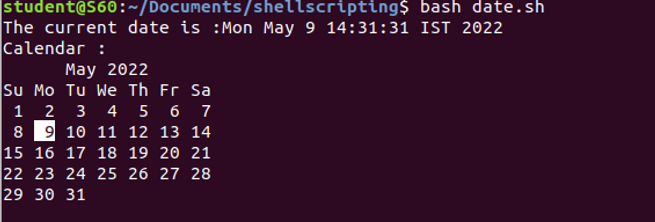 student@S60:~/Documents/shellscripting$ bash date.sh
The current date is :Mon May 9 14:31:31 IST 2022
Calendar :
      May 2022
Su Mo Tu We Th Fr Sa
 1  2  3  4  5  6  7
 8  9 10 11 12 13 14
15 16 17 18 19 20 21
22 23 24 25 26 27 28
29 30 31